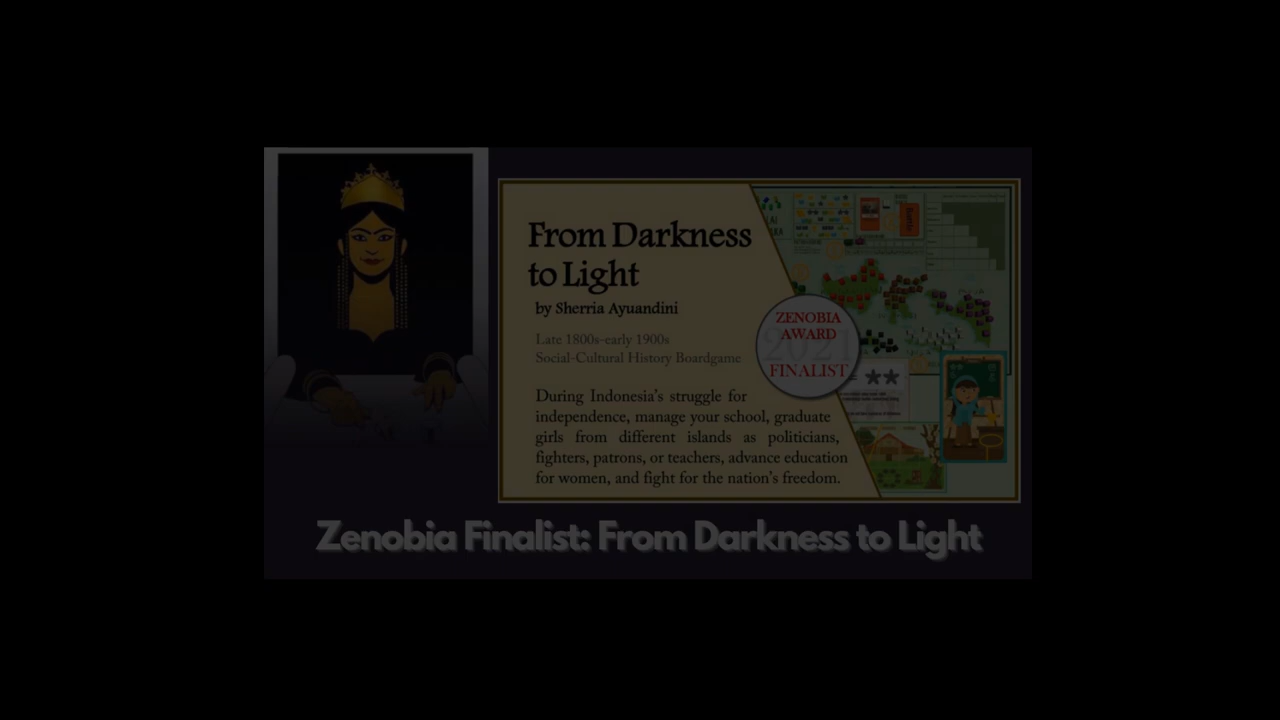 From Darkness
to Light
by Sherria Ayuandini
Late 1800s-early 1900s
Social-Cultural History Boardgame
During Indonesia's struggle for
independence, manage your school, graduate
girls from different islands as politicians,
fighters, patrons, or teachers, advance education
for women, and fight for the nation's freedom.
ZENOBIA
AWARD
2021
FINALIST
Zenobia Finalist: From Darkness to Light